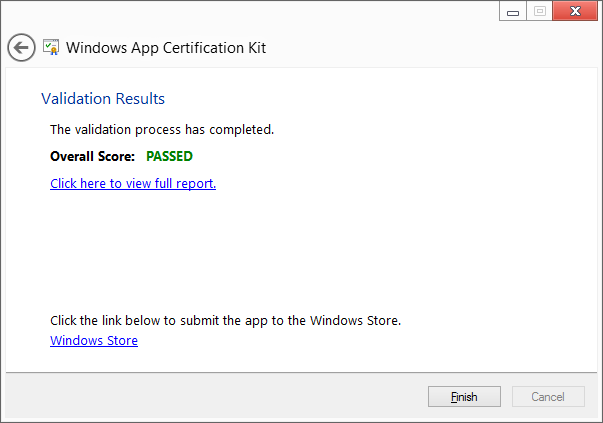 Windows App Certification Kit
Validation Results
The validation process has completed.
Overall Score: PASSED
Click here to view full report.
Click the link below to submit the app to the Windows Store.
Windows Store
Finish
Cancel